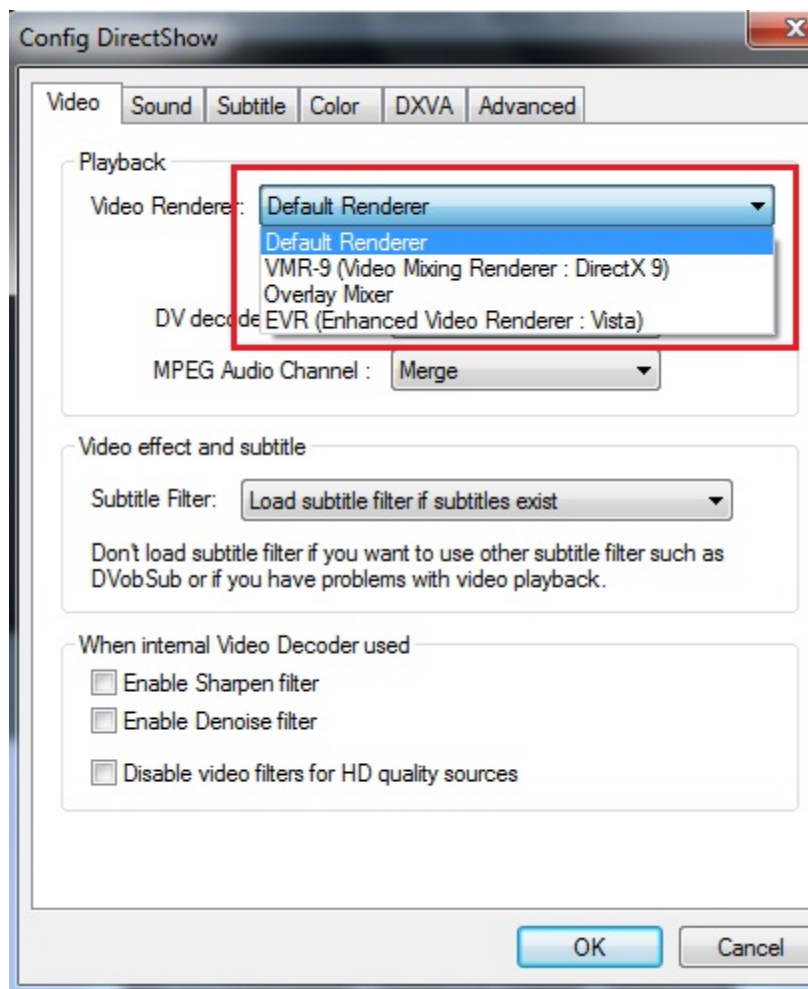 Config DirectShow
x
Video Sound Subtitle Color DXVA Advanced
Playback
Video Renderer: Default Renderer
Default Renderer
VMR-9 (Video Mixing Renderer : DirectX 9)
Overlay Mixer
DV decode EVR (Enhanced Video Renderer : Vista)
MPEG Audio Channel : Merge
Video effect and subtitle
Subtitle Filter: Load subtitle filter if subtitles exist
Don't load subtitle filter if you want to use other subtitle filter such as
DVobSub or if you have problems with video playback.
When internal Video Decoder used
Enable Sharpen filter
Enable Denoise filter
Disable video filters for HD quality sources
OK Cancel